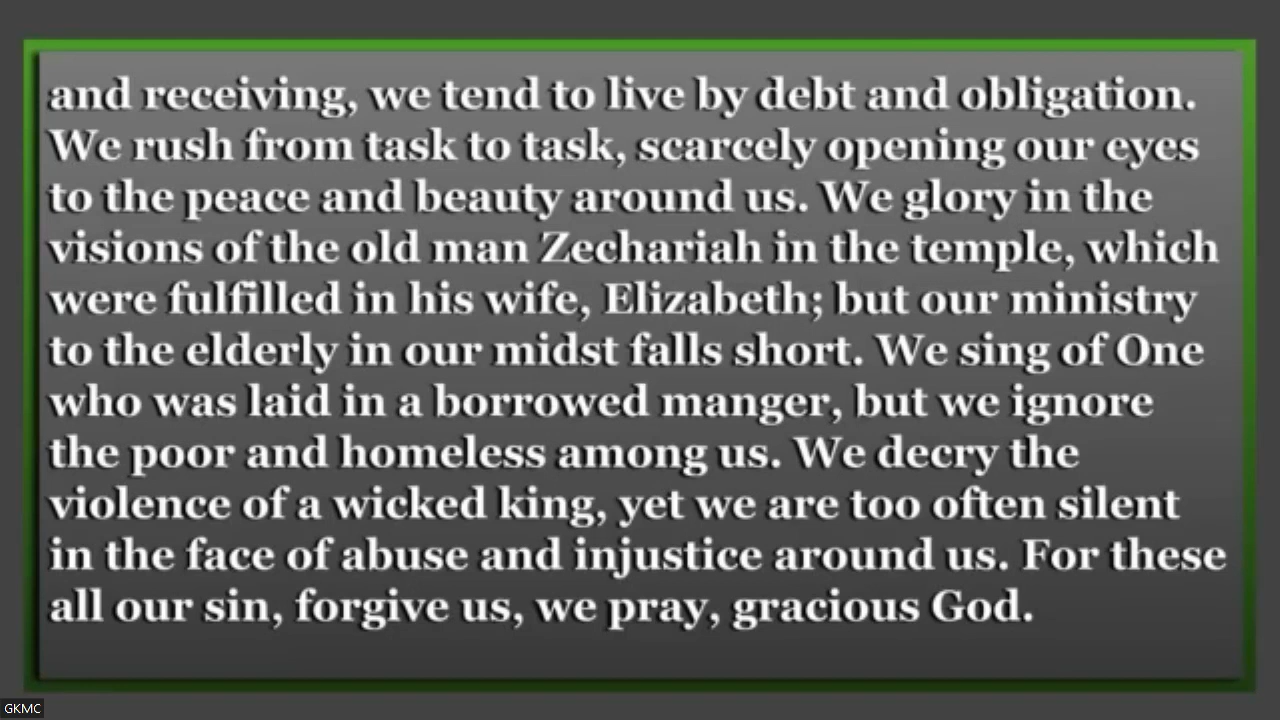 and receiving, we tend to live by debt and obligation.
We rush from task to task, scarcely opening our eyes
to the peace and beauty around us. We glory in the
visions of the old man Zechariah in the temple, which
were fulfilled in his wife, Elizabeth; but our ministry
to the elderly in our midst falls short. We sing of One
who was laid in a borrowed manger, but we ignore
the poor and homeless among us. We decry the
violence of a wicked king, yet we are too often silent
in the face of abuse and injustice around us. For these
all our sin, forgive us, we pray, gracious God.
GKMC